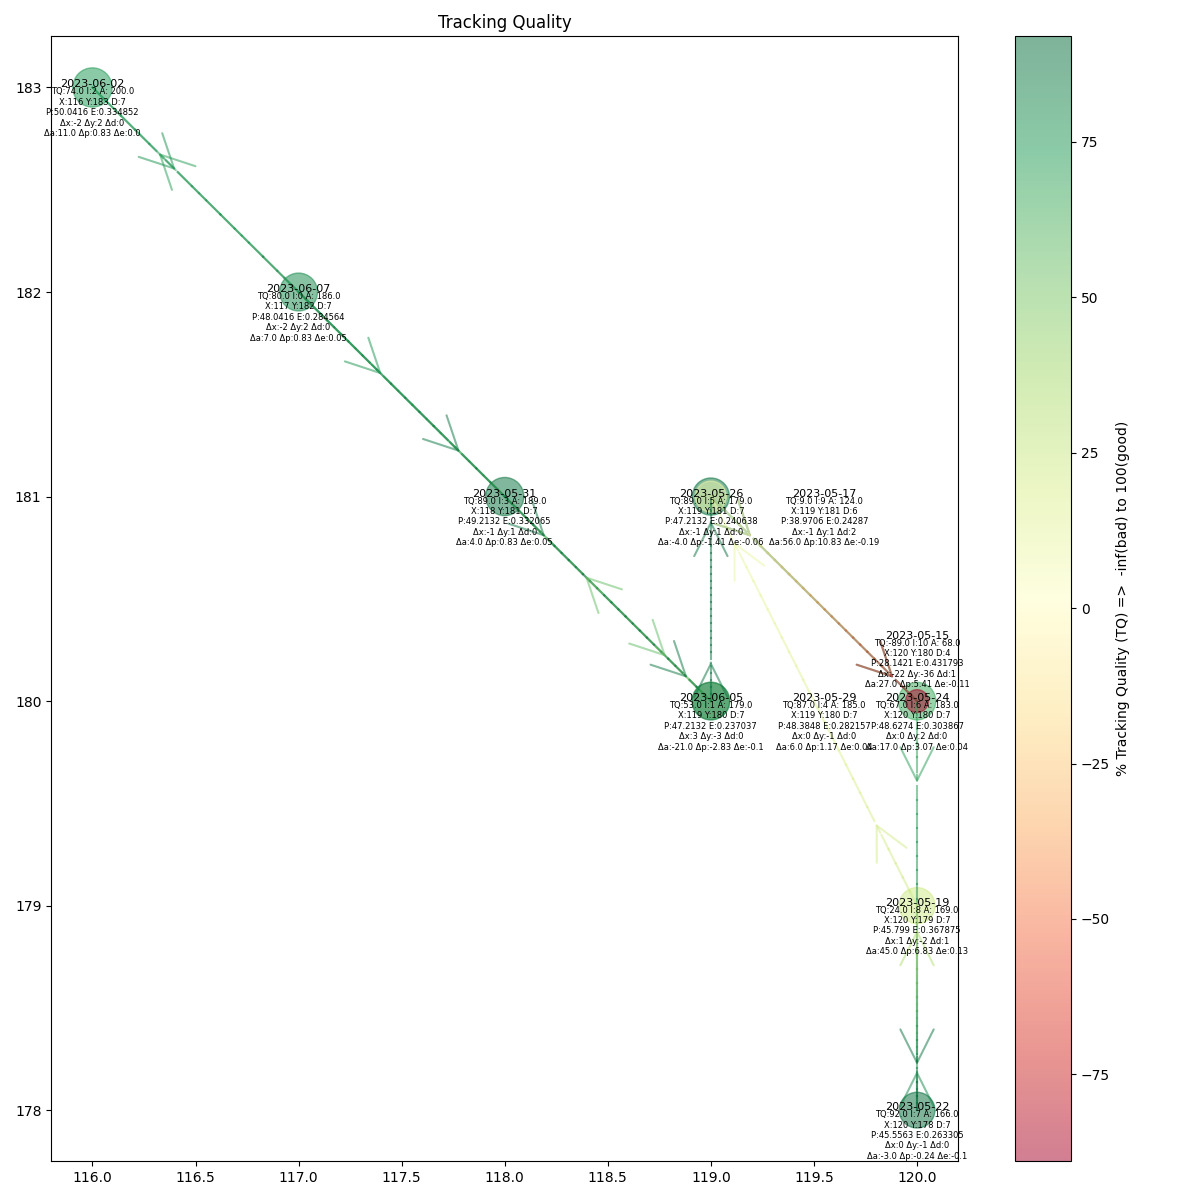 Tracking Quality
183
182
181
180
179
178
116.0
116.5
117.0
117.5
118.0
118.5
119.0
119.5
120.0
2023-06-02
TQ:74.0 I:2 A: 200.0
X:116 Y:183 D:7
P:50.0416 E:0.334852
Δx:-2 Δy:2 Δd:0
Δa:11.0 Δp:0.83 Δe:0.0
2023-06-07
TQ:80.0 I:0 A: 186.0
X:117 Y:182 D:7
P:48.0416 E:0.284564
Δx:-2 Δy:2 Δd:0
Δa:7.0 Δp:0.83 Δe:0.05
2023-05-31
TQ:89.0 I:3 A: 189.0
X:118 Y:181 D:7
P:49.2132 E:0.332065
Δx:-1 Δy:1 Δd:0
Δa:4.0 Δp:0.83 Δe:0.05
2023-05-26
TQ:89.0 I:5 A: 179.0
X:119 Y:181 D:7
P:47.2132 E:0.240638
Δx:-1 Δy:1 Δd:0
Δa:-4.0 Δp:-1.41 Δe:-0.06
2023-05-17
TQ:9.0 I:9 A: 124.0
X:119 Y:181 D:6
P:38.9706 E:0.24287
Δx:-1 Δy:1 Δd:2
Δa:56.0 Δp:10.83 Δe:-0.19
2023-05-15
TQ:-89.0 I:10 A: 68.0
X:120 Y:180 D:4
P:28.1421 E:0.431793
Δx:-22 Δy:-36 Δd:1
Δa:27.0 Δp:5.41 Δe:-0.11
2023-06-05
TQ:53.0 I:1 A: 179.0
X:119 Y:180 D:7
P:47.2132 E:0.237037
Δx:3 Δy:-3 Δd:0
Δa:-21.0 Δp:-2.83 Δe:-0.1
2023-05-29
TQ:87.0 I:4 A: 185.0
X:119 Y:180 D:7
P:48.3848 E:0.282157
Δx:0 Δy:-1 Δd:0
Δa:6.0 Δp:1.17 Δe:0.04
2023-05-24
TQ:67.0 I:6 A: 183.0
X:120 Y:180 D:7
P:48.6274 E:0.303867
Δx:0 Δy:2 Δd:0
Δa:17.0 Δp:3.07 Δe:0.04
2023-05-19
TQ:24.0 I:8 A: 169.0
X:120 Y:179 D:7
P:45.799 E:0.367875
Δx:1 Δy:-2 Δd:1
Δa:45.0 Δp:6.83 Δe:0.13
2023-05-22
TQ:92.0 I:7 A: 166.0
X:120 Y:178 D:7
P:45.5563 E:0.263305
Δx:0 Δy:-1 Δd:0
Δa:-3.0 Δp:-0.24 Δe:-0.1
75
50
25
0
−25
−50
−75
% Tracking Quality (TQ) => -inf(bad) to 100(good)